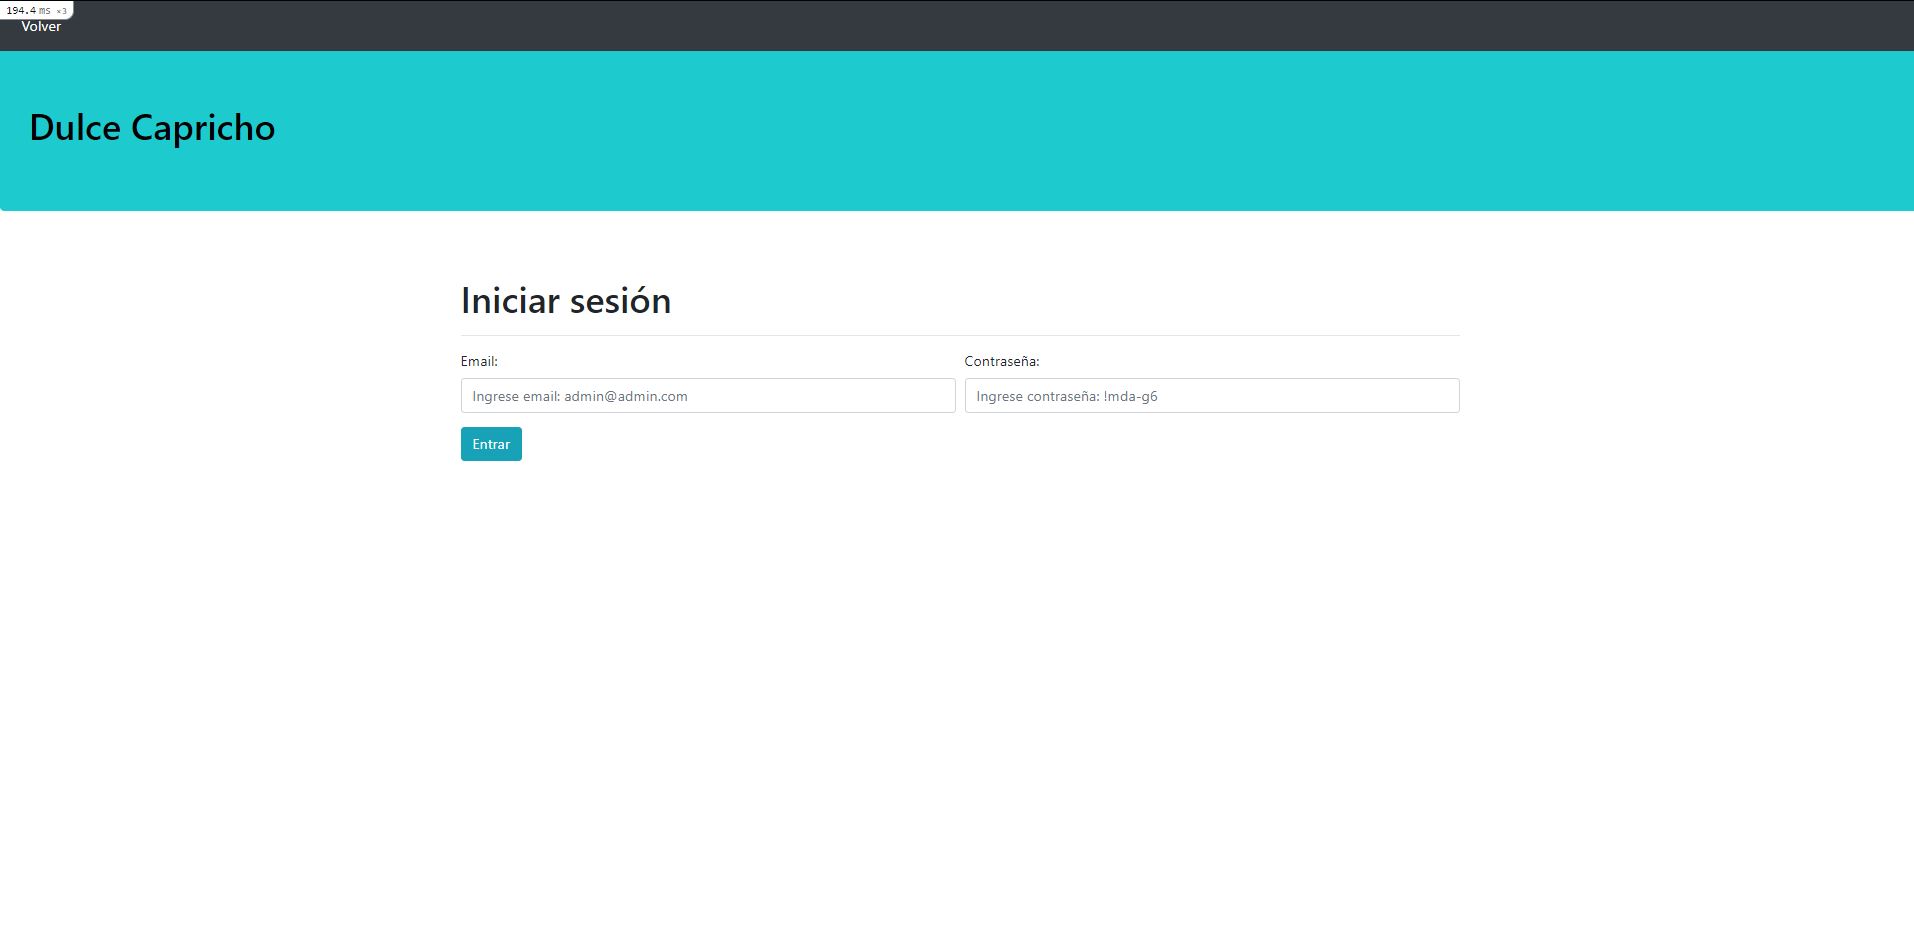 194.4 ms ×3
Volver
Dulce Capricho
Iniciar sesión
Email:
Contraseña:
Ingrese email: admin@admin.com
Ingrese contraseña: !mda-g6
Entrar